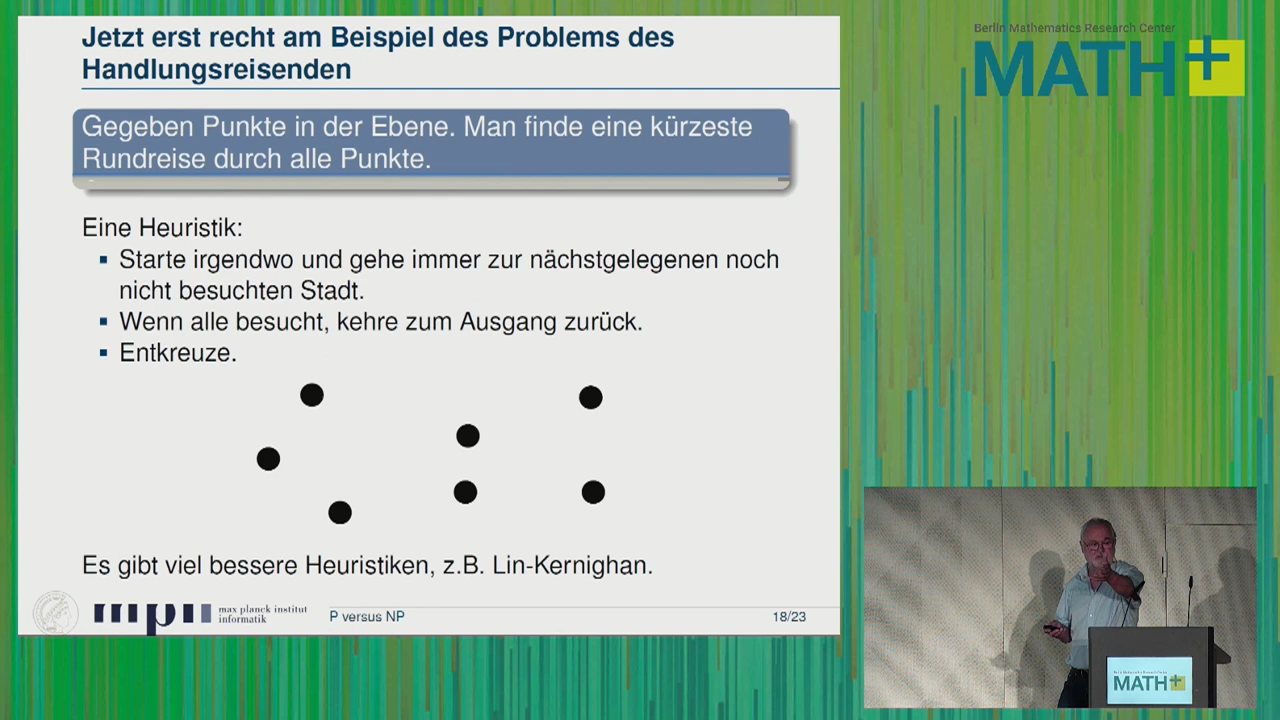 Jetzt erst recht am Beispiel des Problems des
Handlungsreisenden
Gegeben Punkte in der Ebene. Man finde eine kürzeste
Rundreise durch alle Punkte.
Eine Heuristik:
Starte irgendwo und gehe immer zur nächstgelegenen noch
nicht besuchten Stadt.
Wenn alle besucht, kehre zum Ausgang zurück.
Entkreuze.
Es gibt viel bessere Heuristiken, z.B. Lin-Kernighan.
mpi max planck institut
informatik
P versus NP
18/23
Berlin Mathematics Research Center
MATH+
MATH+